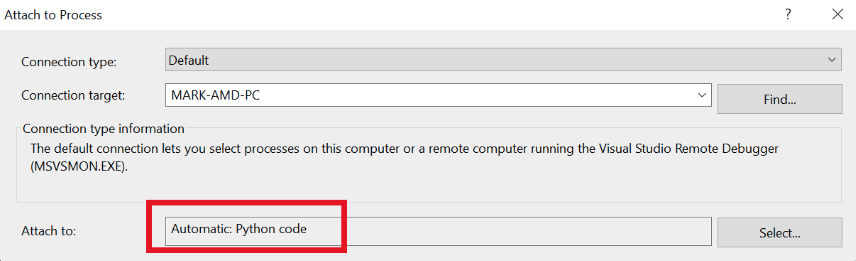 Attach to Process
Connection type: Default
Connection target: MARK-AMD-PC Find...
Connection type information
The default connection lets you select processes on this computer or a remote computer running the Visual Studio Remote Debugger
(MSVSMON.EXE).
Attach to: Automatic: Python code Select...